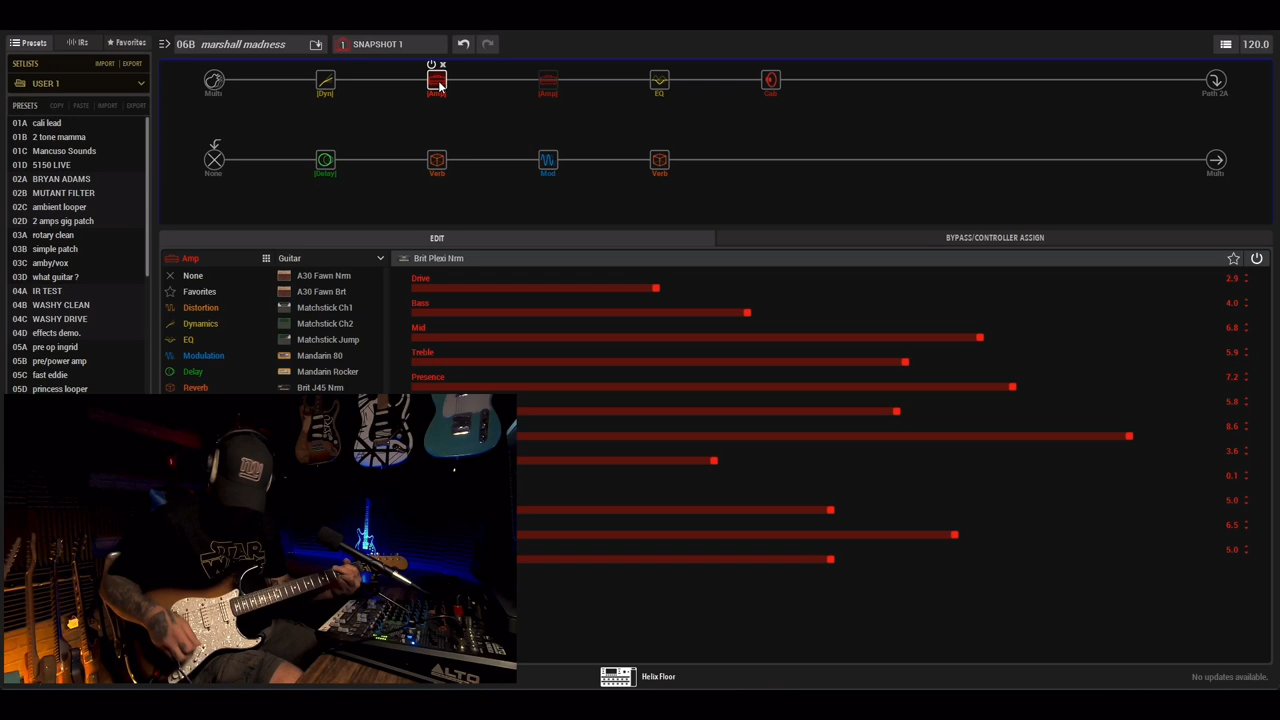 Presets IRs Favorites 06B marshall madness 1 SNAPSHOT 1 120.0
SETLISTS IMPORT EXPORT
USER 1
PRESETS COPY PASTE IMPORT EXPORT
01A cali lead
01B 2 tone mamma
01C Mancuso Sounds
01D 5150 LIVE
02A BRYAN ADAMS
02B MUTANT FILTER
02C ambient looper
02D 2 amps gig patch
03A rotary clean
03B simple patch
03C amby/vox
03D what guitar ?
04A IR TEST
04B WASHY CLEAN
04C WASHY DRIVE
04D effects demo.
05A pre op ingrid
05B pre/power amp
05C fast eddie
05D princess looper
Multi [Dyn] [Amp] [Amp] EQ Cab Path 2A
None [Delay] Verb Mod Verb Multi
EDIT BYPASS/CONTROLLER ASSIGN
Amp Guitar Brit Plexi Nrm
None A30 Fawn Nrm
Favorites A30 Fawn Brt
Distortion Matchstick Ch1
Dynamics Matchstick Ch2
EQ Matchstick Jump
Modulation Mandarin 80
Delay Mandarin Rocker
Reverb Brit J45 Nrm
Drive 2.9
Bass 4.0
Mid 6.8
Treble 5.9
Presence 7.2
5.8
8.6
3.6
0.1
5.0
6.5
5.0
STAR
WARS
ALTO
Helix Floor No updates available.